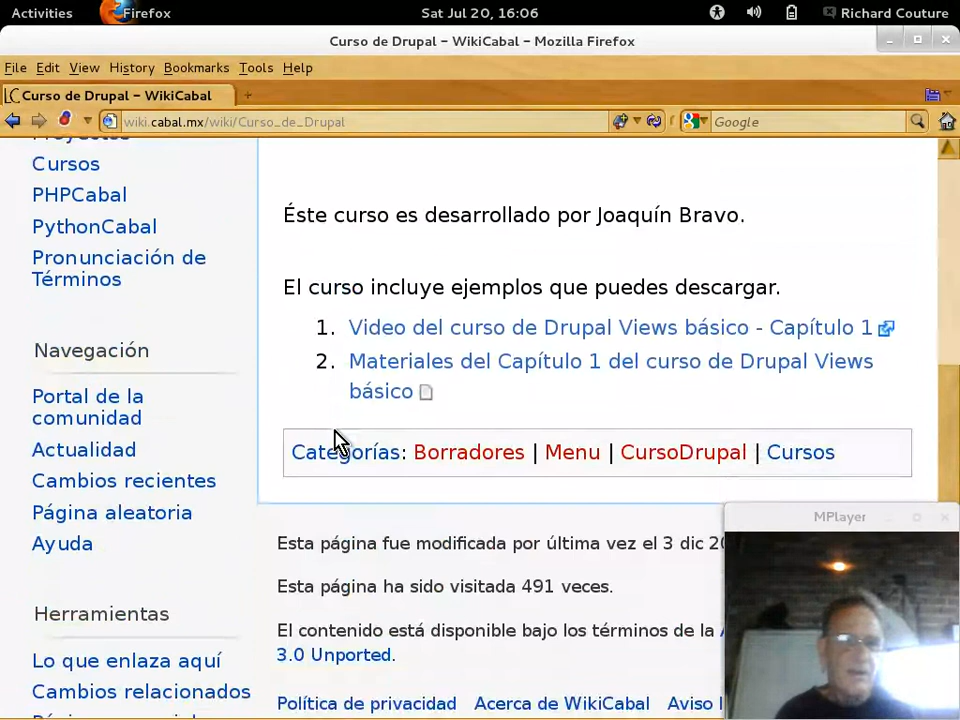 Activities Firefox Sat Jul 20, 16:06 Richard Couture
Curso de Drupal – WikiCabal – Mozilla Firefox
File Edit View History Bookmarks Tools Help
Curso de Drupal – WikiCabal
wiki.cabal.mx/wiki/Curso_de_Drupal Google
Proyectos
Cursos
PHPCabal
PythonCabal
Pronunciación de
Términos
Navegación
Portal de la
comunidad
Actualidad
Cambios recientes
Página aleatoria
Ayuda
Herramientas
Lo que enlaza aquí
Cambios relacionados
Éste curso es desarrollado por Joaquín Bravo.
El curso incluye ejemplos que puedes descargar.
1. Video del curso de Drupal Views básico - Capítulo 1
2. Materiales del Capítulo 1 del curso de Drupal Views
básico
Categorías: Borradores | Menu | CursoDrupal | Cursos
Esta página fue modificada por última vez el 3 dic
Esta página ha sido visitada 491 veces.
El contenido está disponible bajo los términos de la
3.0 Unported.
Política de privacidad Acerca de WikiCabal Aviso
MPlayer